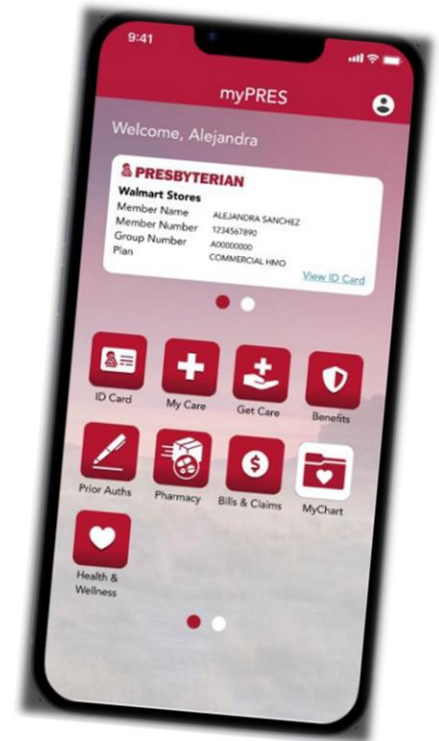 9:41
myPRES
Welcome, Alejandra
PRESBYTERIAN
Walmart Stores
Member Name ALEJANDRA SANCHEZ
Member Number 1234567890
Group Number A00000000
Plan COMMERCIAL HMO
View ID Card
ID Card My Care Get Care Benefits
Prior Auths Pharmacy Bills & Claims MyChart
Health &
Wellness